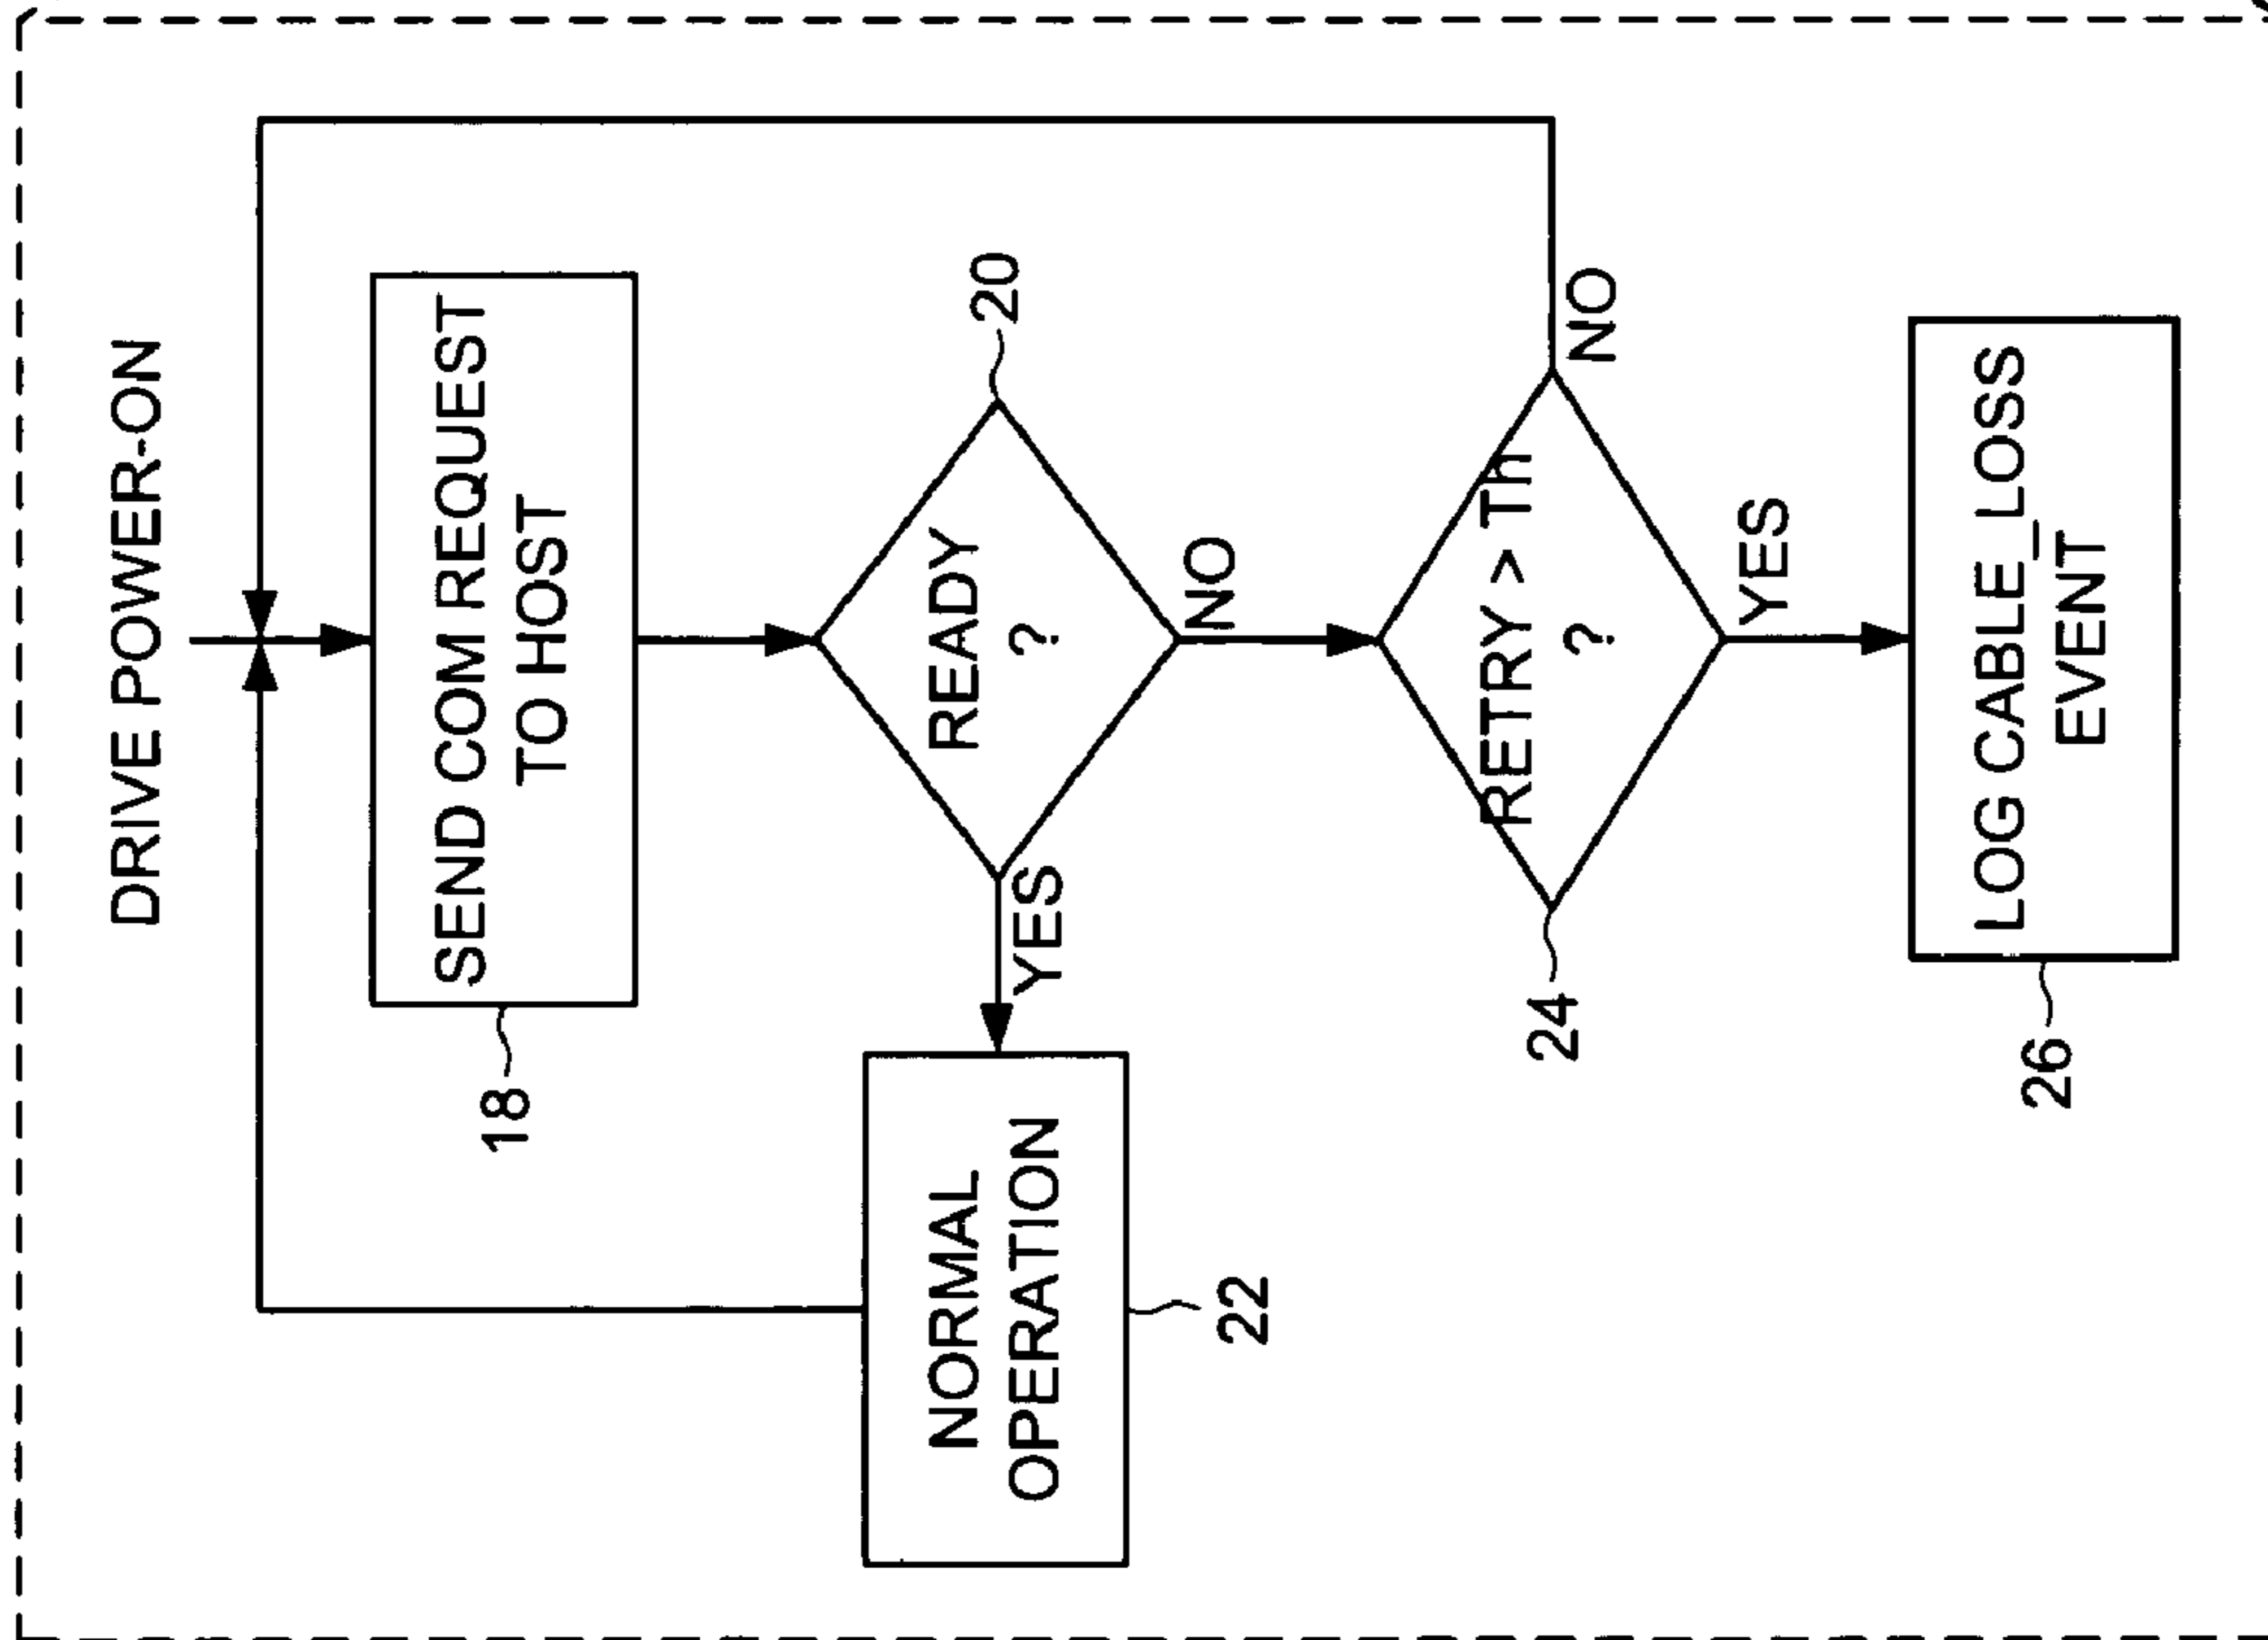 DRIVE POWER-ON
SEND COM REQUEST
TO HOST
18
READY
?
20
YES
NO
NORMAL
OPERATION
22
RETRY > Th
?
24
NO
YES
LOG CABLE_LOSS
EVENT
26